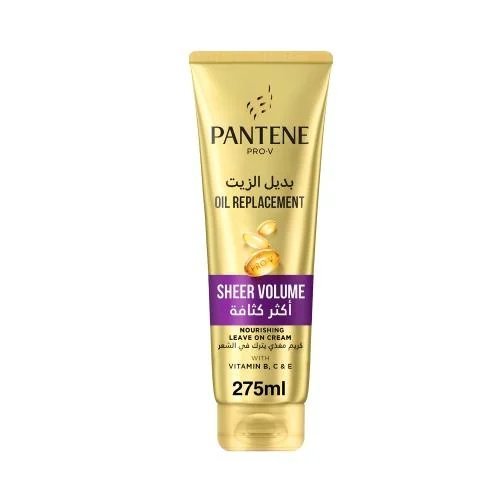 PANTENE
PRO-V
بديل الزيت
OIL REPLACEMENT
PRO-V
SHEER VOLUME
أكثر كثافة
NOURISHING
LEAVE ON CREAM
كريم مغذي يترك في الشعر
WITH
VITAMIN B, C & E
275ml